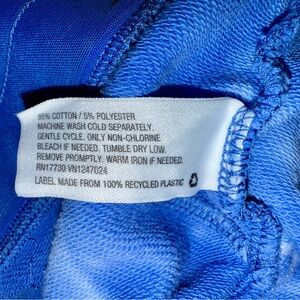 95% COTTON / 5% POLYESTER
MACHINE WASH COLD SEPARATELY.
GENTLE CYCLE. ONLY NON-CHLORINE
BLEACH IF NEEDED. TUMBLE DRY LOW.
REMOVE PROMPTLY. WARM IRON IF NEEDED.
RN17730 VN1247024
LABEL MADE FROM 100% RECYCLED PLASTIC